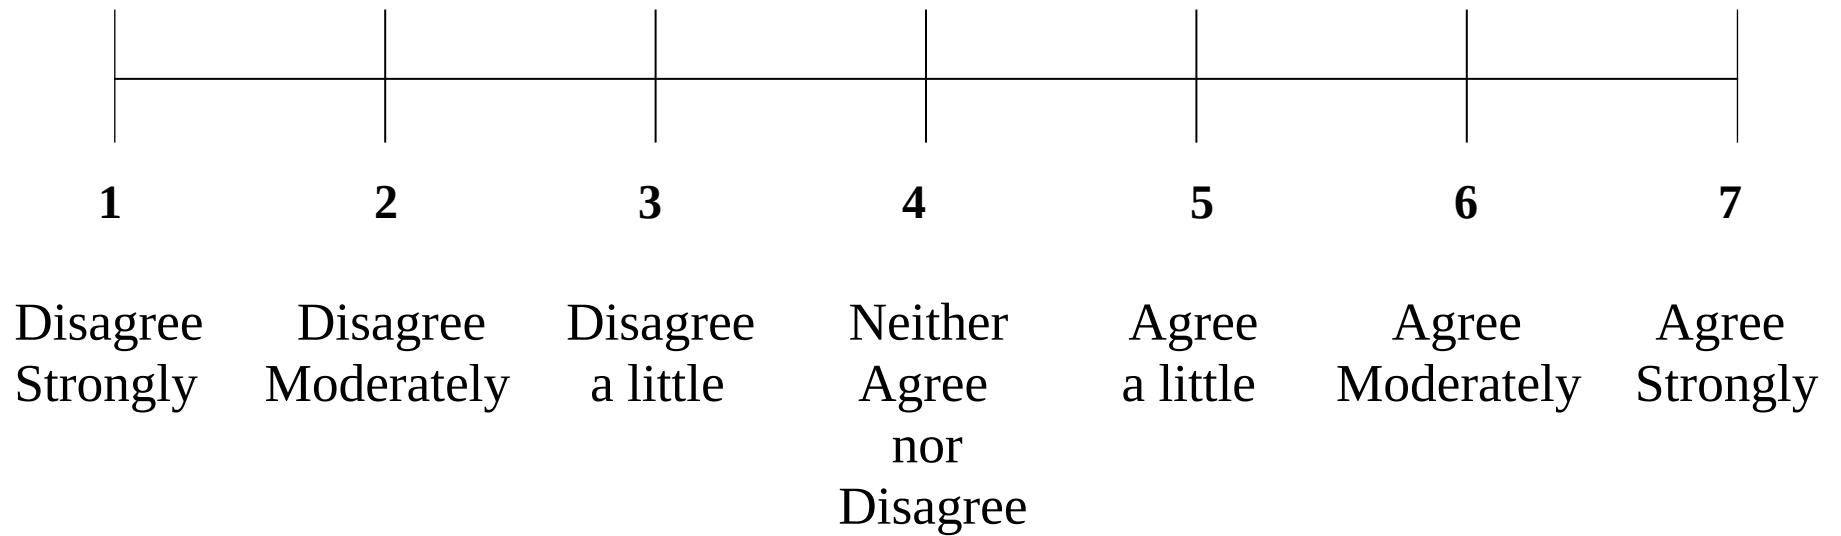 1 2 3 4 5 6 7
Disagree Disagree Disagree Neither Agree Agree Agree
Strongly Moderately a little Agree a little Moderately Strongly
nor
Disagree